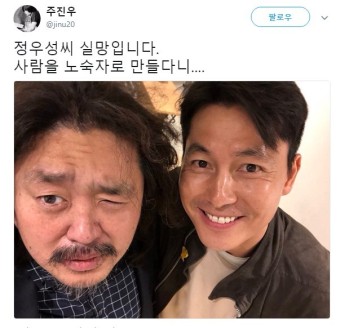 주진우
@jinu20
팔로우
정우성씨 실망입니다.
사람을 노숙자로 만들다니....